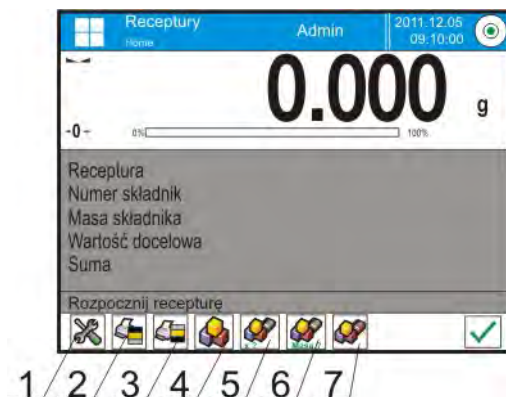 Receptury
Home
Admin
2011.12.05
09:10:00
0.000 g
-0-
0% 100%
Receptura
Numer składnik
Masa składnika
Wartość docelowa
Suma
Rozpocznij recepturę
1 2 3 4 5 6 7